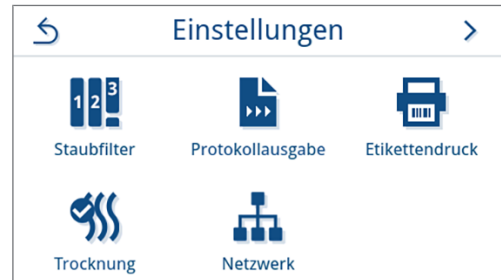 Einstellungen
1 2 3
Staubfilter
Protokollausgabe
Etikettendruck
Trocknung
Netzwerk